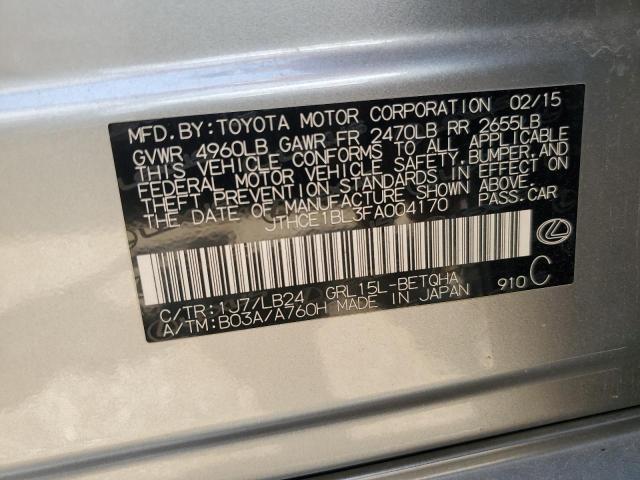 MFD.BY:TOYOTA MOTOR CORPORATION 02/15
GVWR 4960LB GAWR FR 2470LB RR 2655LB
THIS VEHICLE CONFORMS TO ALL APPLICABLE
FEDERAL MOTOR VEHICLE SAFETY,BUMPER,AND
THEFT PREVENTION STANDARDS IN EFFECT ON
THE DATE OF MANUFACTURE SHOWN ABOVE.
JTHCE1BL3FA004170 PASS.CAR
C/TR:1J7/LB24 GRL15L-BETQHA
A/TM:B03A/A760H MADE IN JAPAN 910 C